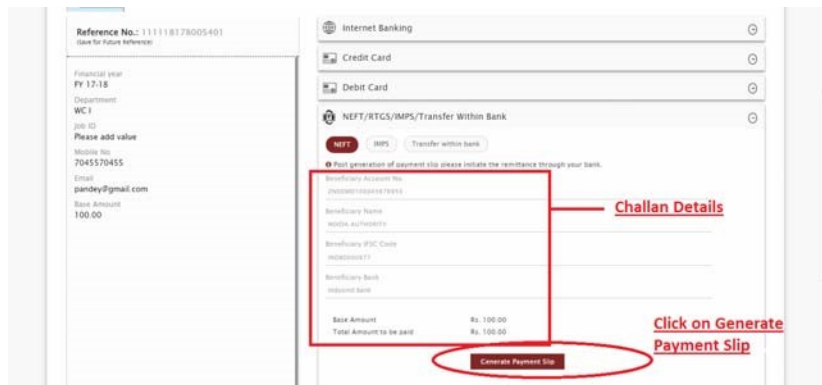 Reference No.: 111118178005401
(Save for Future Reference)
Financial year
FY 17-18
Department
WC I
Job ID
Please add value
Mobile No
7045570455
Email
pandey@gmail.com
Base Amount
100.00
Internet Banking
Credit Card
Debit Card
NEFT/RTGS/IMPS/Transfer Within Bank
NEFT IMPS Transfer within bank
Post generation of payment slip please initiate the remittance through your bank.
Beneficiary Account No
Beneficiary Name
NOIDA AUTHORITY
Beneficiary IFSC Code
Beneficiary Bank
Indusind Bank
Base Amount Rs. 100.00
Total Amount to be paid Rs. 100.00
Generate Payment Slip
Challan Details
Click on Generate
Payment Slip